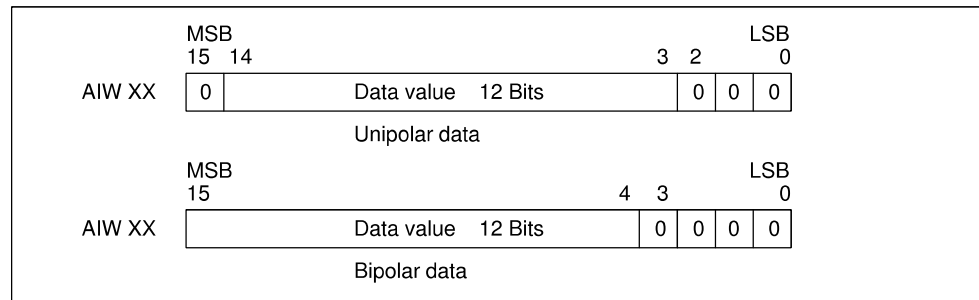 MSB LSB
15 14 3 2 0
AIW XX 0 Data value 12 Bits 0 0 0
Unipolar data
MSB LSB
15 4 3 0
AIW XX Data value 12 Bits 0 0 0 0
Bipolar data